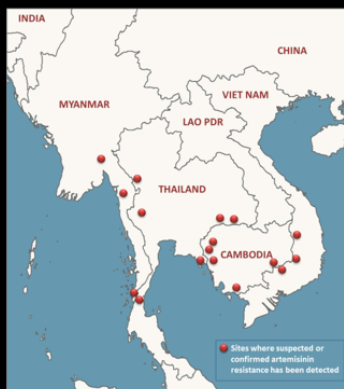 INDIA
CHINA
MYANMAR
VIET NAM
LAO PDR
THAILAND
CAMBODIA
Sites where suspected or
confirmed artemisinin
resistance has been detected